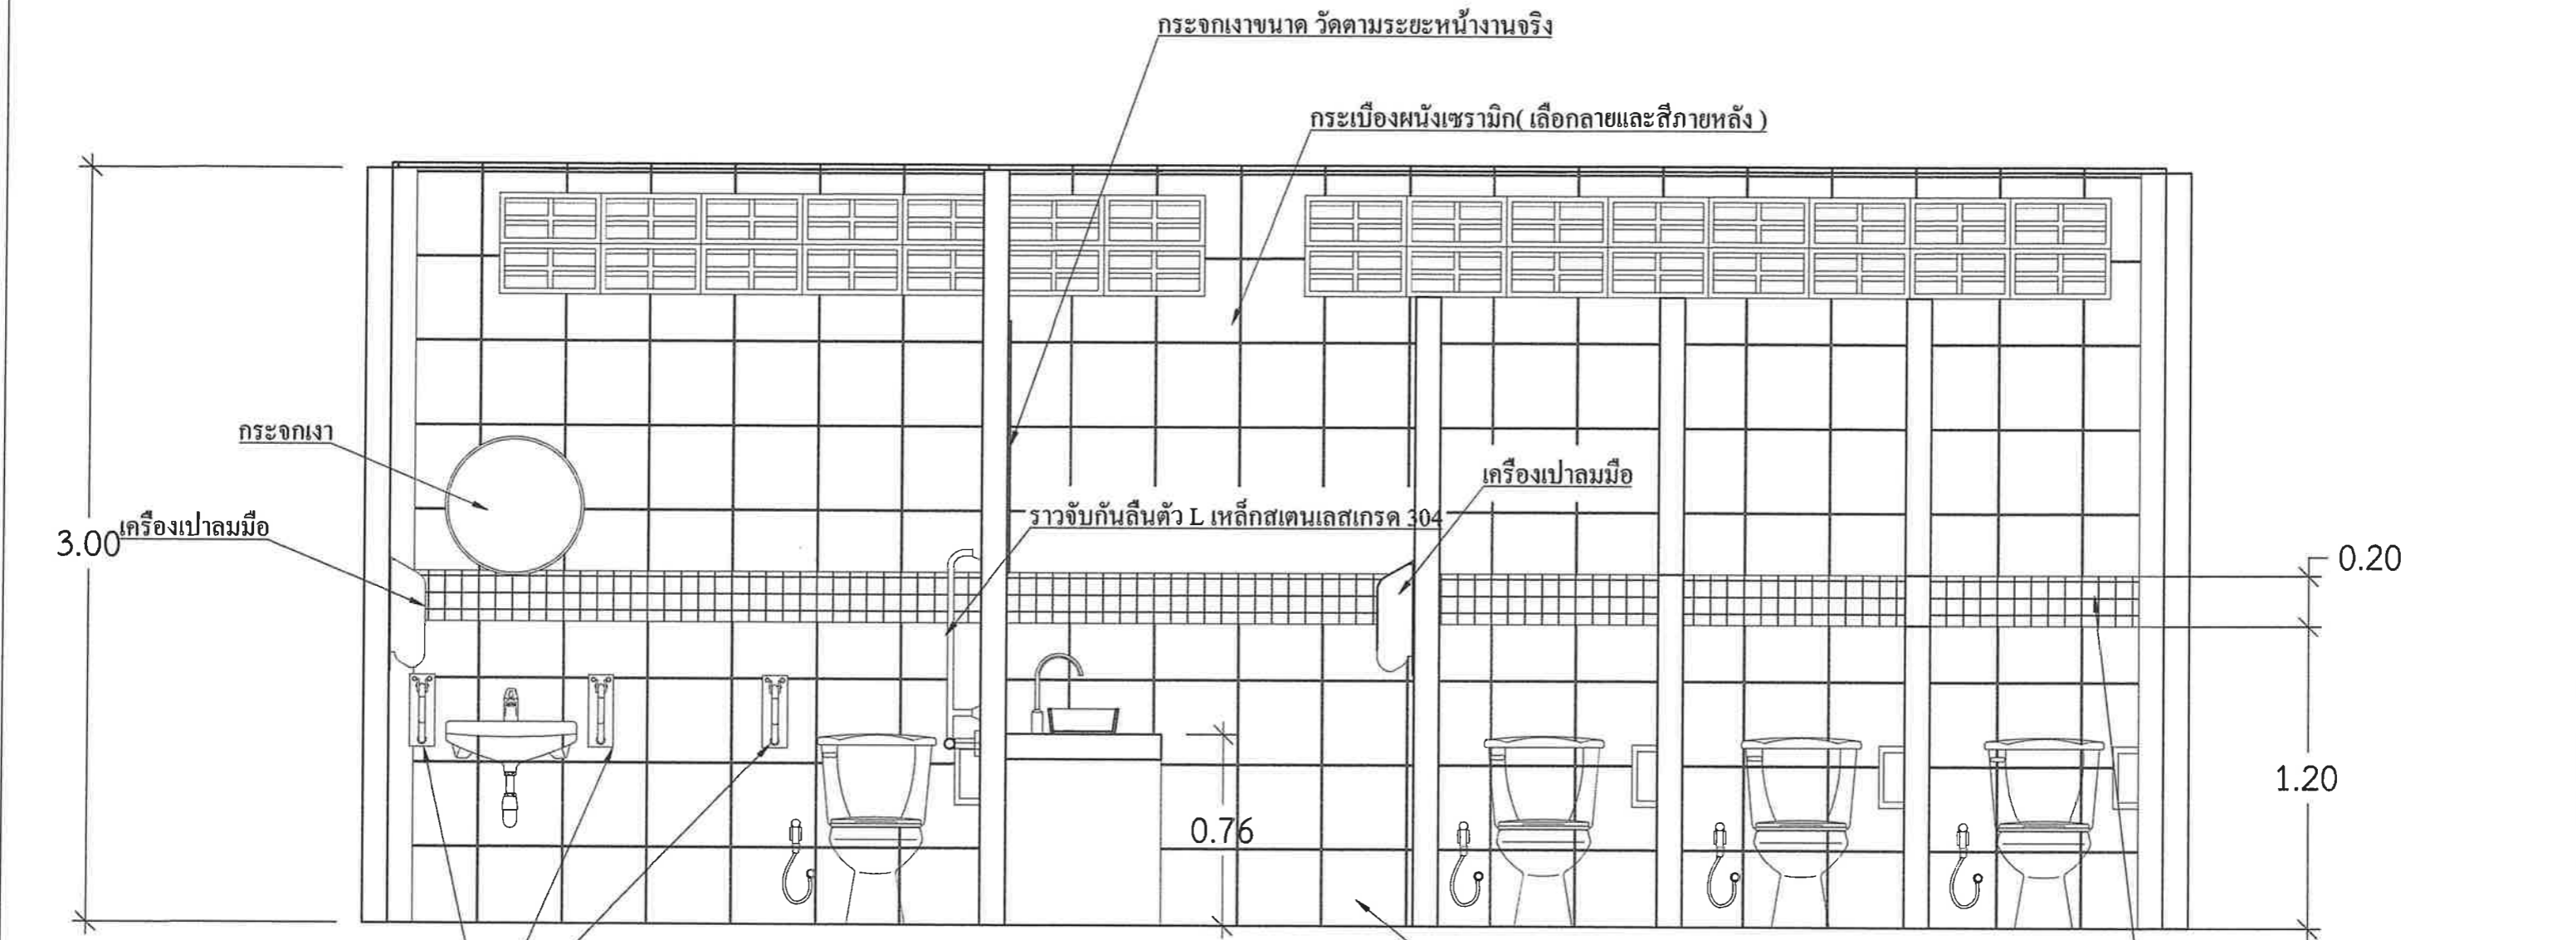 กระจกเงาขนาด วัดตามระยะหน้างานจริง
กระเบื้องผนังเซรามิก( เลือกลายและสีภายหลัง )
กระจกเงา
เครื่องเป่าลมมือ
ราวจับกันลื่นตัว L เหล็กสเตนเลสเกรด 304
เครื่องเป่าลมมือ
3.00
0.20
1.20
0.76